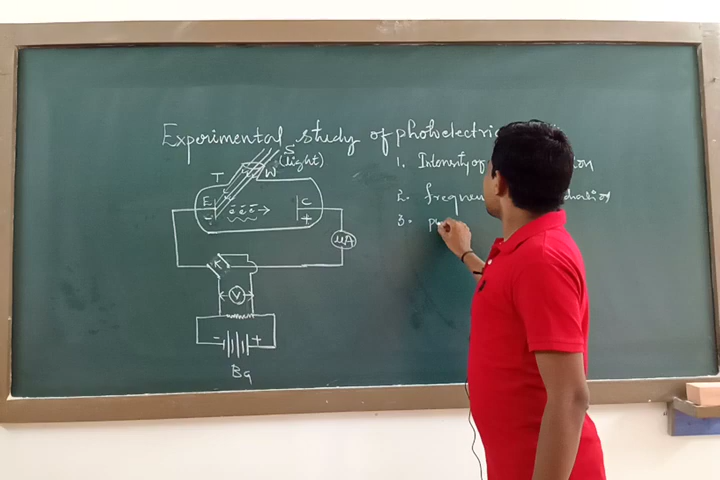 Experimental study of photoelectric
1. Intensity of
2. frequen
3. p
S
(light)
T W
E C
- e⁻ e⁻ e⁻ +
μA
K
V
- +
Ba